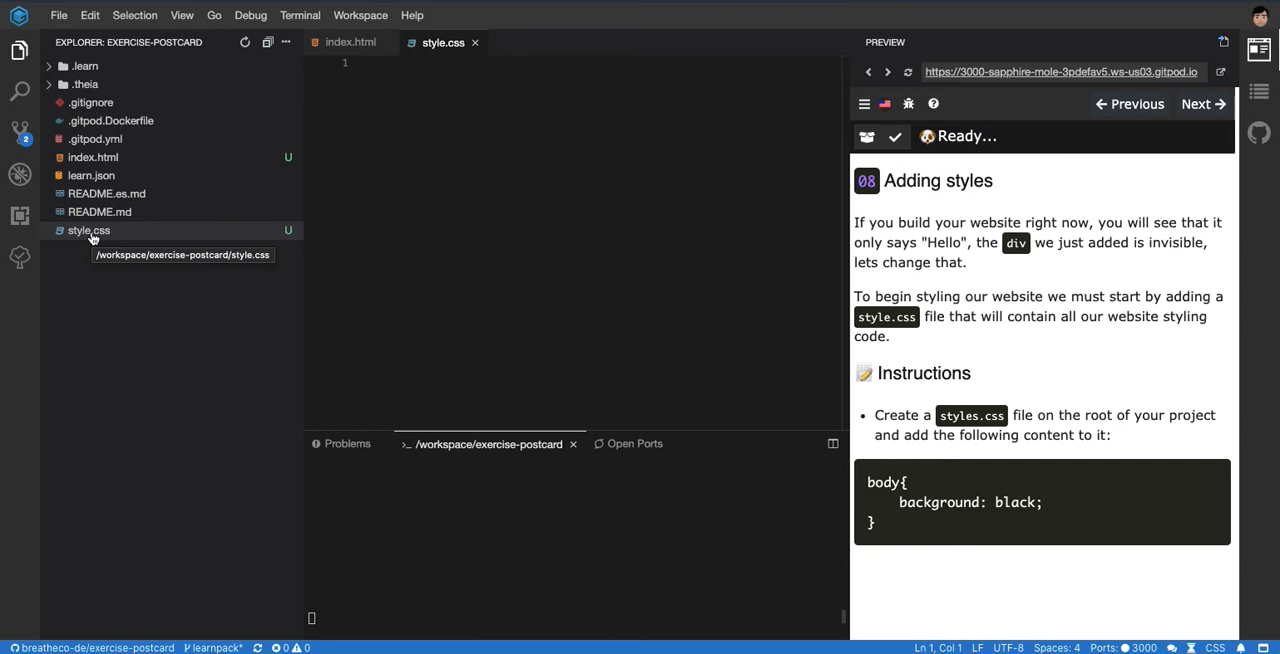 File Edit Selection View Go Debug Terminal Workspace Help
EXPLORER: EXERCISE-POSTCARD
.learn
.theia
.gitignore
.gitpod.Dockerfile
.gitpod.yml
index.html U
learn.json
README.es.md
README.md
style.css U
/workspace/exercise-postcard/style.css
2
index.html style.css ×
1
Problems >_ /workspace/exercise-postcard × Open Ports
PREVIEW
https://3000-sapphire-mole-3pdefav5.ws-us03.gitpod.io
← Previous Next →
🐶Ready...
08 Adding styles
If you build your website right now, you will see that it
only says "Hello", the div we just added is invisible,
lets change that.
To begin styling our website we must start by adding a
style.css file that will contain all our website styling
code.
📝 Instructions
• Create a styles.css file on the root of your project
and add the following content to it:
body{
background: black;
}
breatheco-de/exercise-postcard learnpack* 0 0 Ln 1, Col 1 LF UTF-8 Spaces: 4 Ports: 3000 CSS